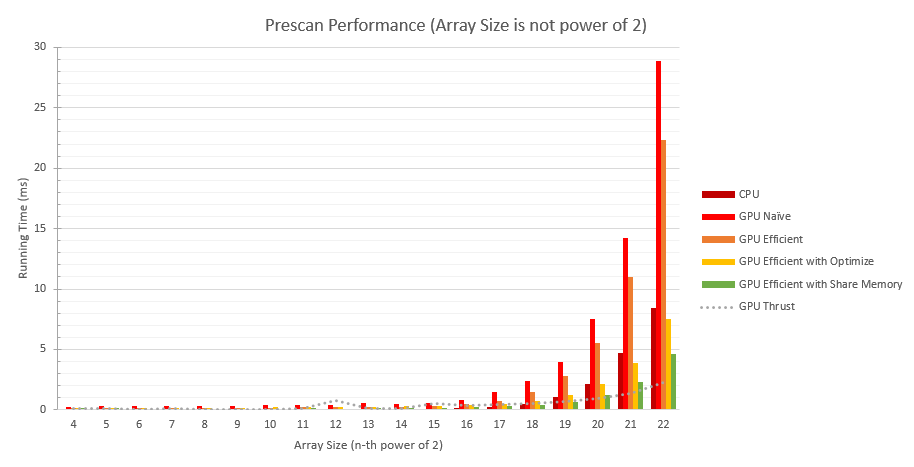 Prescan Performance (Array Size is not power of 2)
Running Time (ms)
30
25
20
15
10
5
0
4 5 6 7 8 9 10 11 12 13 14 15 16 17 18 19 20 21 22
Array Size (n-th power of 2)
CPU
GPU Naïve
GPU Efficient
GPU Efficient with Optimize
GPU Efficient with Share Memory
GPU Thrust